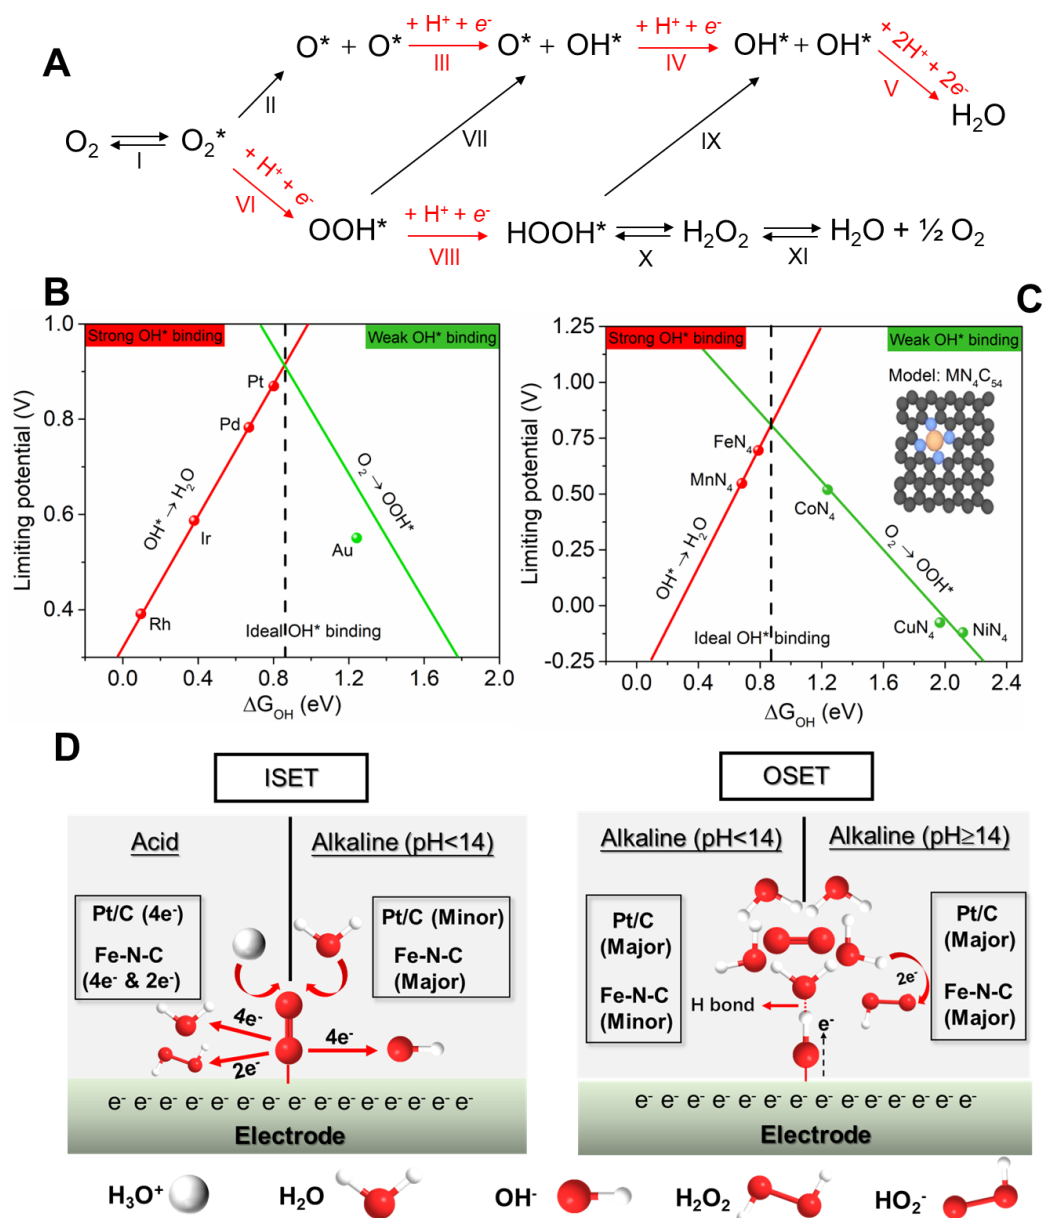 A
O* + O* + H⁺ + e⁻ III O* + OH* + H⁺ + e⁻ IV OH* + OH* + 2H⁺ + 2e⁻ V H₂O
II VII IX
O₂ I O₂* + H⁺ + e⁻ VI
OOH* + H⁺ + e⁻ VIII HOOH* X H₂O₂ XI H₂O + ½ O₂
B
Strong OH* binding
Weak OH* binding
Limiting potential (V)
1.0
0.8
0.6
0.4
Pt
Pd
Ir
Rh
Au
OH* → H₂O
O₂ → OOH*
Ideal OH* binding
0.0 0.4 0.8 1.2 1.6 2.0
ΔG_OH (eV)
C
Strong OH* binding
Weak OH* binding
Model: MN₄C₅₄
Limiting potential (V)
1.25
1.00
0.75
0.50
0.25
0.00
-0.25
FeN₄
MnN₄
CoN₄
CuN₄
NiN₄
OH* → H₂O
O₂ → OOH*
Ideal OH* binding
0.0 0.4 0.8 1.2 1.6 2.0 2.4
ΔG_OH (eV)
D
ISET
Acid
Alkaline (pH<14)
Pt/C (4e⁻)
Fe-N-C
(4e⁻ & 2e⁻)
Pt/C (Minor)
Fe-N-C
(Major)
4e⁻
2e⁻
4e⁻
e⁻ e⁻ e⁻ e⁻ e⁻ e⁻ e⁻ e⁻ e⁻ e⁻ e⁻ e⁻ e⁻ e⁻
Electrode
OSET
Alkaline (pH<14)
Alkaline (pH≥14)
Pt/C
(Major)
Fe-N-C
(Minor)
Pt/C
(Major)
Fe-N-C
(Major)
2e⁻
H bond
e⁻
e⁻ e⁻ e⁻ e⁻ e⁻ e⁻ e⁻ e⁻ e⁻ e⁻ e⁻ e⁻ e⁻
Electrode
H₃O⁺ H₂O OH⁻ H₂O₂ HO₂⁻